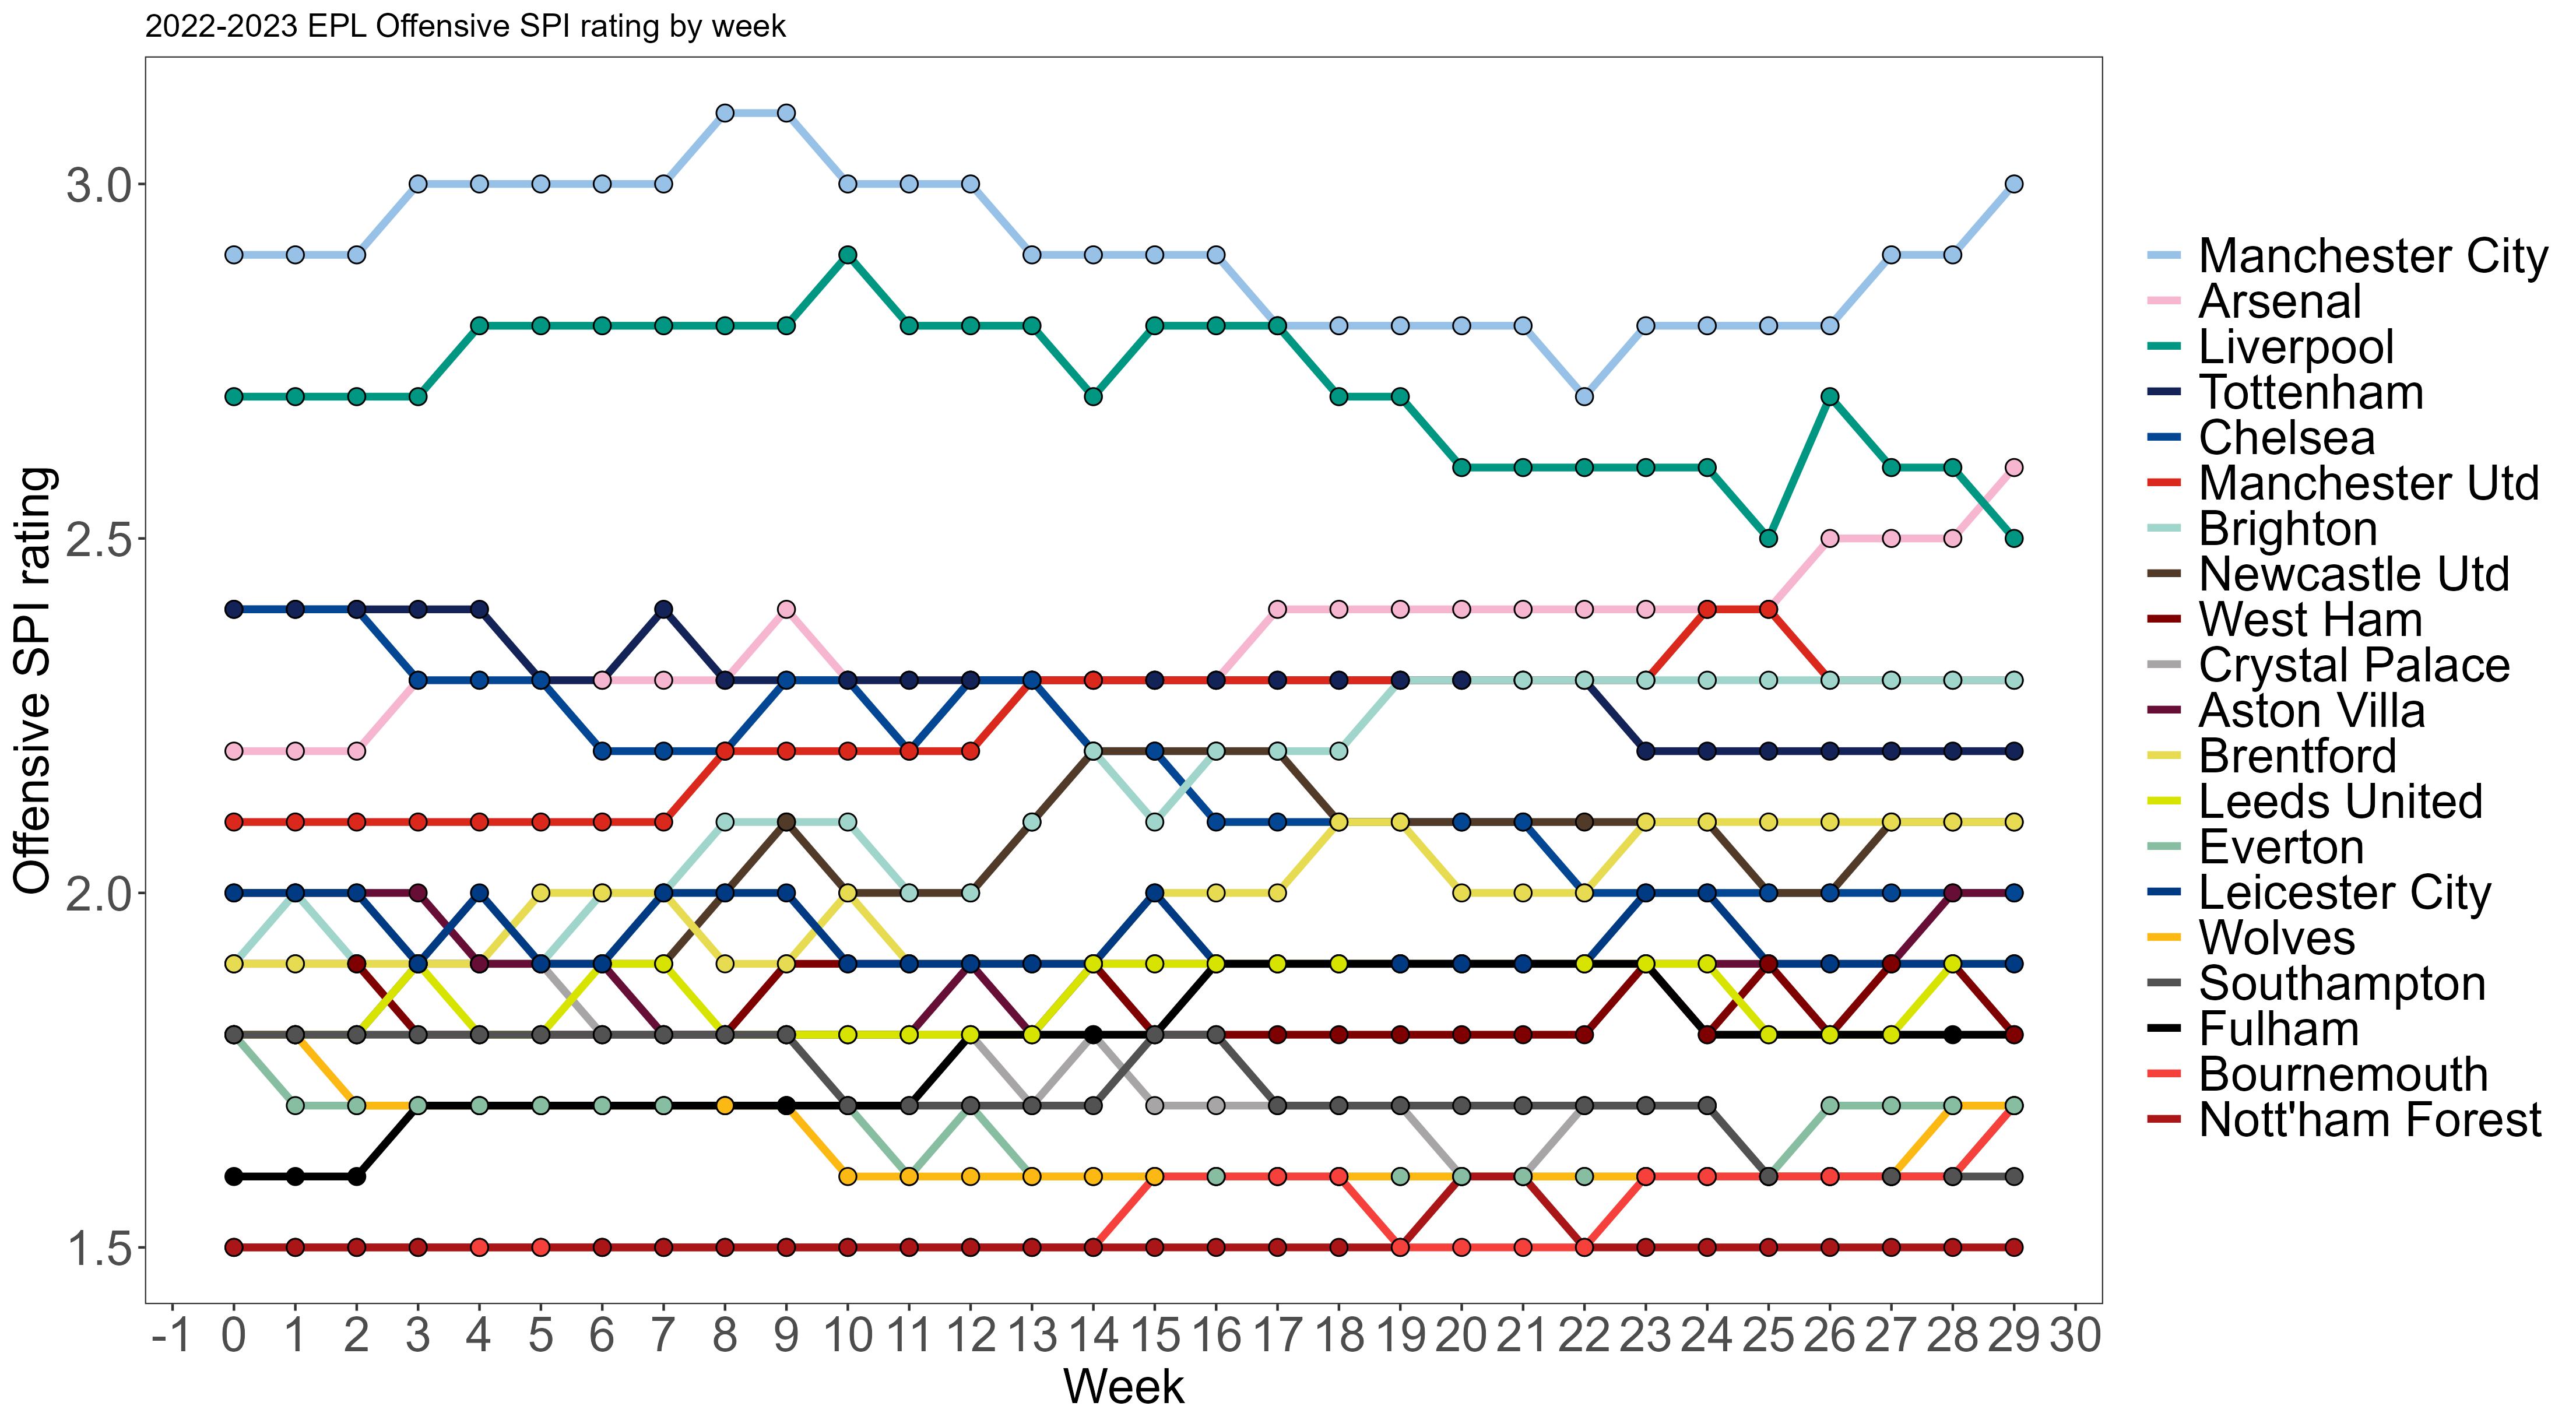 2022-2023 EPL Offensive SPI rating by week
Offensive SPI rating
3.0
2.5
2.0
1.5
-1 0 1 2 3 4 5 6 7 8 9 10 11 12 13 14 15 16 17 18 19 20 21 22 23 24 25 26 27 28 29 30
Week
Manchester City
Arsenal
Liverpool
Tottenham
Chelsea
Manchester Utd
Brighton
Newcastle Utd
West Ham
Crystal Palace
Aston Villa
Brentford
Leeds United
Everton
Leicester City
Wolves
Southampton
Fulham
Bournemouth
Nott'ham Forest